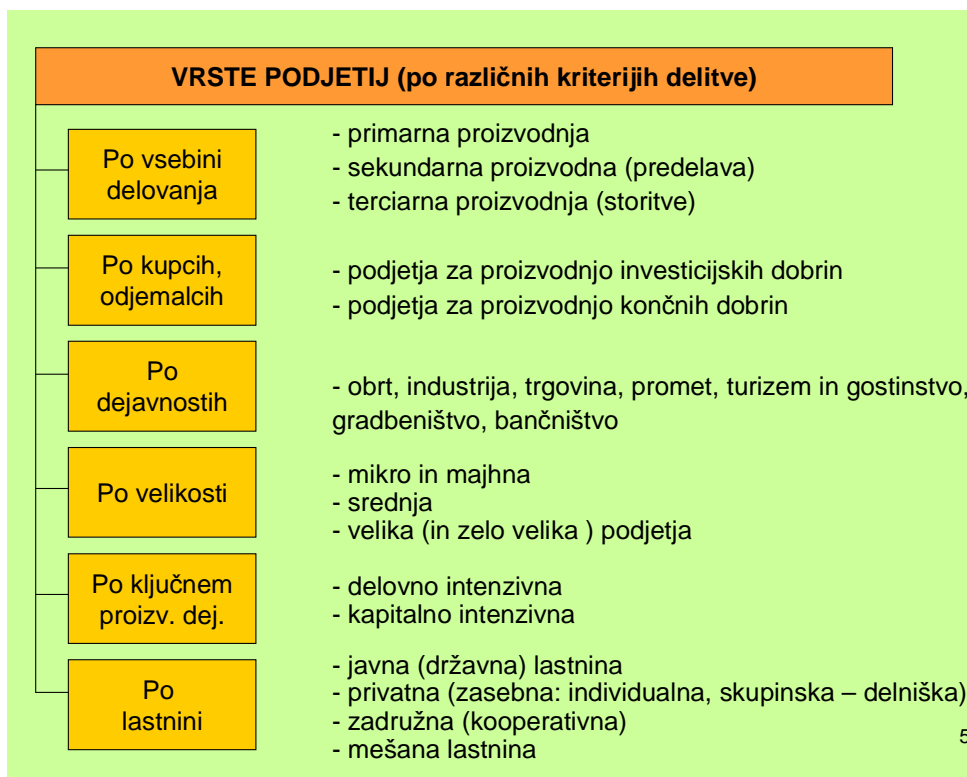 VRSTE PODJETIJ (po različnih kriterijih delitve)
Po vsebini
delovanja
- primarna proizvodnja
- sekundarna proizvodna (predelava)
- terciarna proizvodnja (storitve)
Po kupcih,
odjemalcih
- podjetja za proizvodnjo investicijskih dobrin
- podjetja za proizvodnjo končnih dobrin
Po
dejavnostih
- obrt, industrija, trgovina, promet, turizem in gostinstvo,
gradbeništvo, bančništvo
Po velikosti
- mikro in majhna
- srednja
- velika (in zelo velika ) podjetja
Po ključnem
proizv. dej.
- delovno intenzivna
- kapitalno intenzivna
Po
lastnini
- javna (državna) lastnina
- privatna (zasebna: individualna, skupinska – delniška)
- zadružna (kooperativna)
- mešana lastnina
5